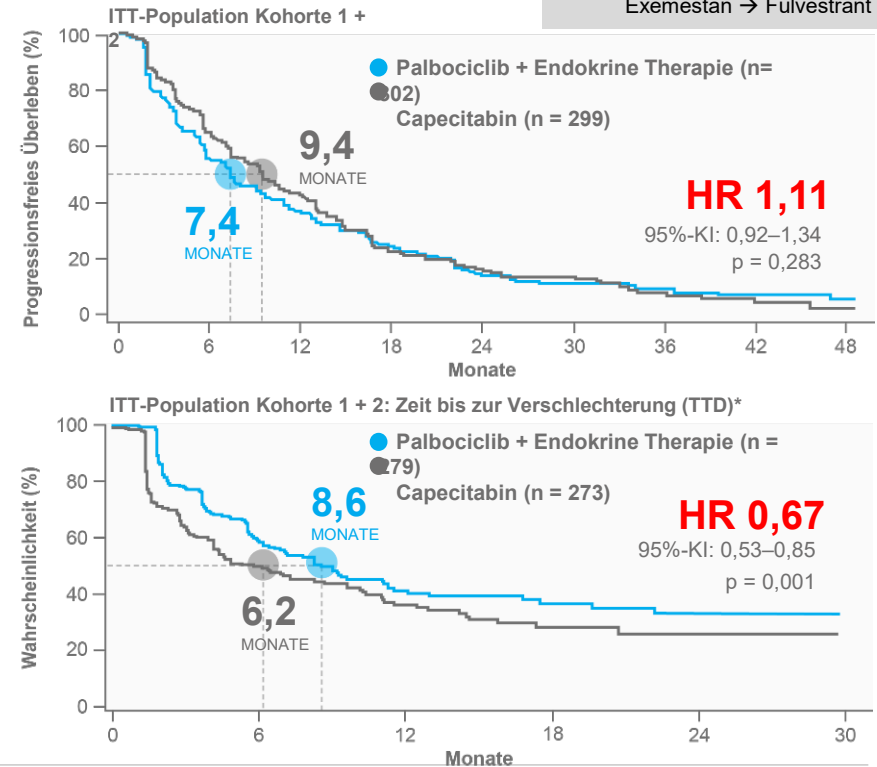 Exemestan → Fulvestrant
ITT-Population Kohorte 1 +
2
Progressionsfreies Überleben (%)
100
80
60
40
20
0
Palbociclib + Endokrine Therapie (n=
302)
Capecitabin (n = 299)
9,4
MONATE
7,4
MONATE
HR 1,11
95%-KI: 0,92–1,34
p = 0,283
0 6 12 18 24 30 36 42 48
Monate
ITT-Population Kohorte 1 + 2: Zeit bis zur Verschlechterung (TTD)*
Wahrscheinlichkeit (%)
100
80
60
40
20
0
Palbociclib + Endokrine Therapie (n =
279)
Capecitabin (n = 273)
8,6
MONATE
6,2
MONATE
HR 0,67
95%-KI: 0,53–0,85
p = 0,001
0 6 12 18 24 30
Monate